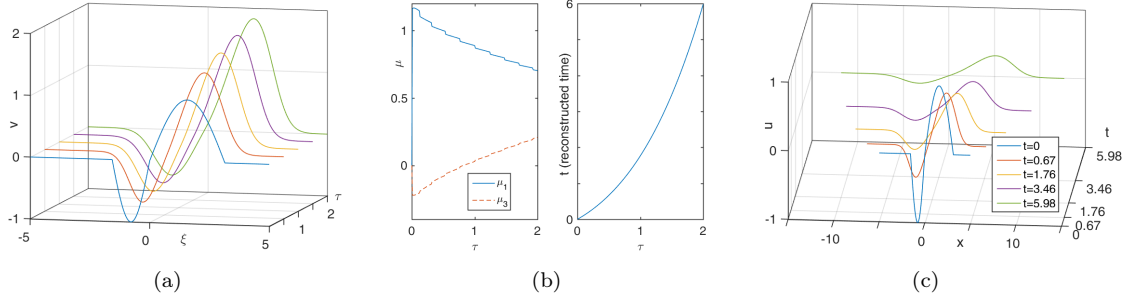 2
1
0
-1
v
-5
0
5
ξ
1
2
τ
(a)
1
0.5
0
μ
μ1
μ3
0
1
2
τ
6
0
t (reconstructed time)
0
1
2
τ
(b)
1
0
-1
u
-10
0
10
x
t
5.98
3.46
1.76
0.67
0
t=0
t=0.67
t=1.76
t=3.46
t=5.98
(c)